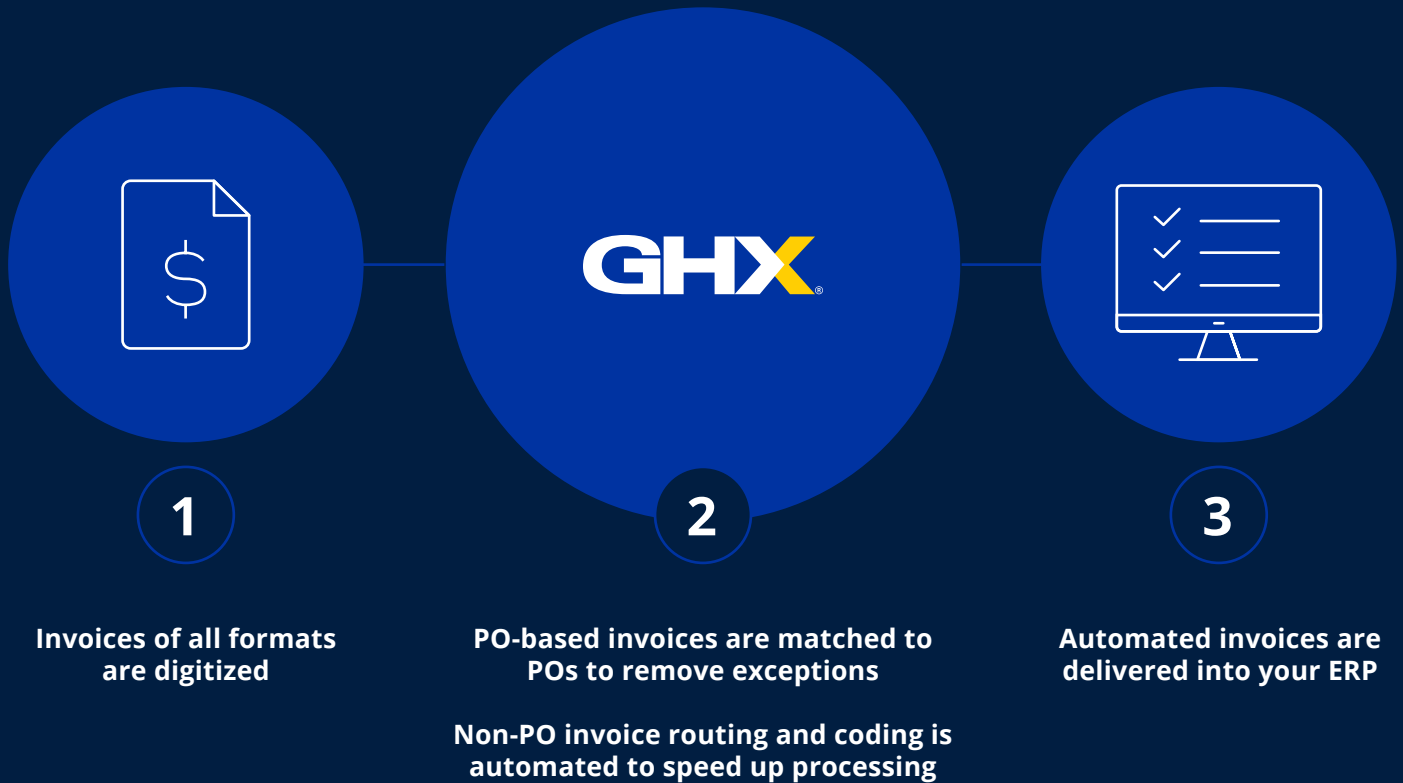 GHX®
1
2
3
Invoices of all formats
are digitized
PO-based invoices are matched to
POs to remove exceptions
Non-PO invoice routing and coding is
automated to speed up processing
Automated invoices are
delivered into your ERP